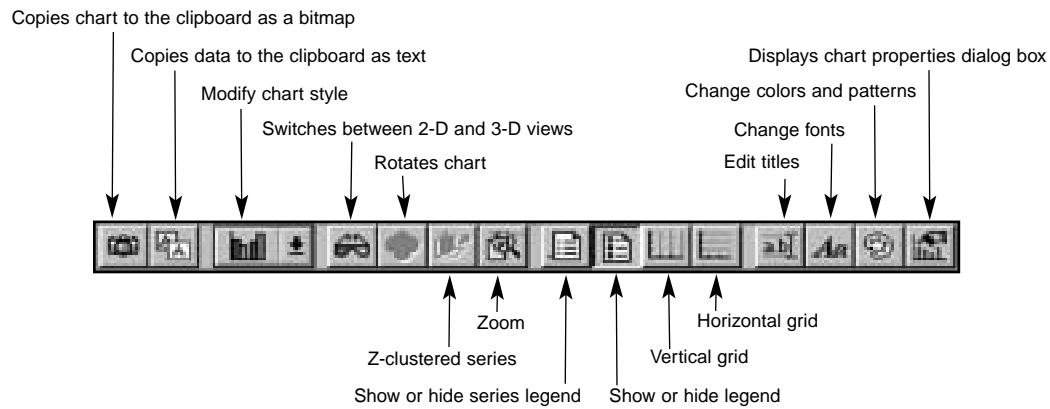 Copies chart to the clipboard as a bitmap
Copies data to the clipboard as text
Displays chart properties dialog box
Modify chart style
Change colors and patterns
Switches between 2-D and 3-D views
Change fonts
Rotates chart
Edit titles
ab
Aa
Zoom
Horizontal grid
Z-clustered series
Vertical grid
Show or hide series legend
Show or hide legend